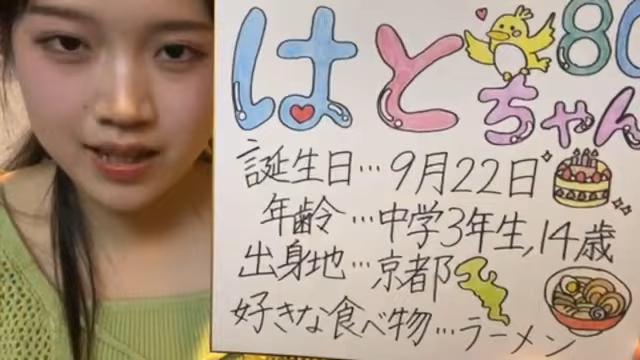 はとちゃん80
誕生日…9月22日
年齢…中学3年生,14歳
出身地…京都
好きな食べ物…ラーメン